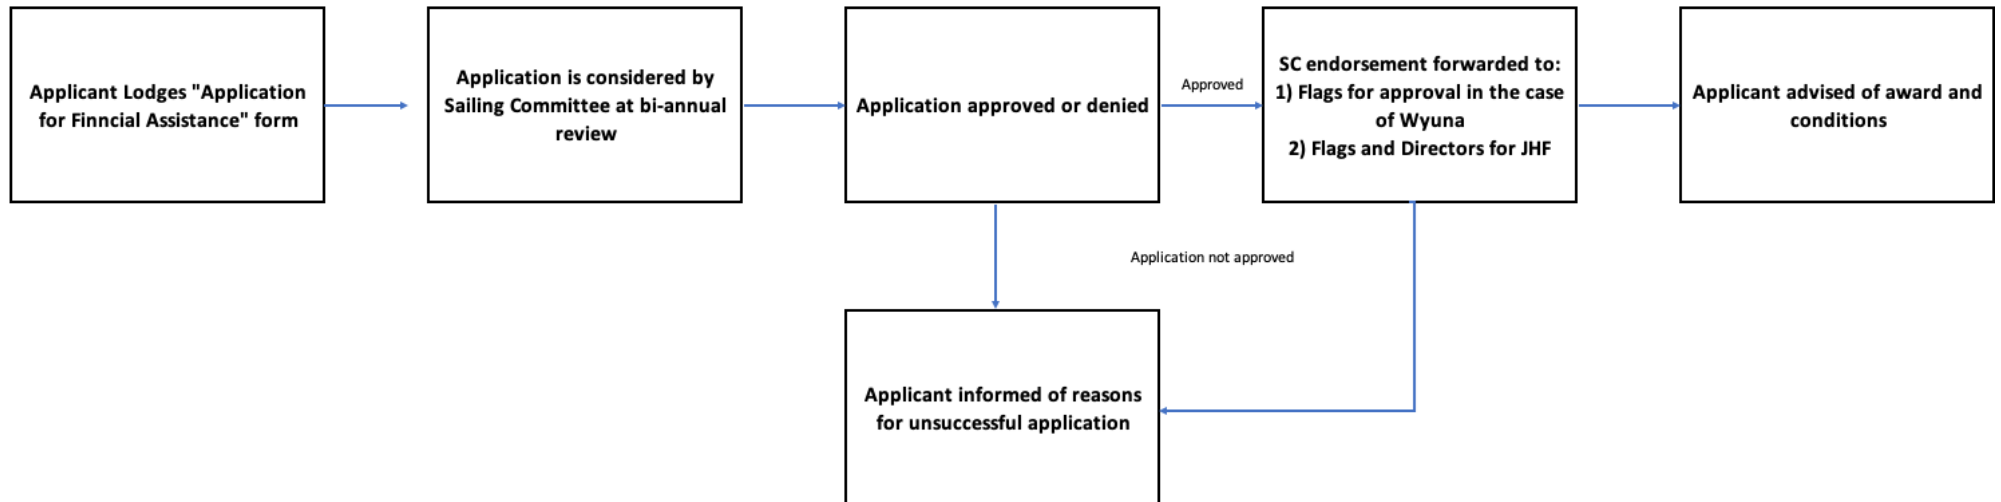 Applicant Lodges "Application
for Finncial Assistance" form
Application is considered by
Sailing Committee at bi-annual
review
Application approved or denied
Approved
SC endorsement forwarded to:
1) Flags for approval in the case
of Wyuna
2) Flags and Directors for JHF
Applicant advised of award and
conditions
Application not approved
Applicant informed of reasons
for unsuccessful application